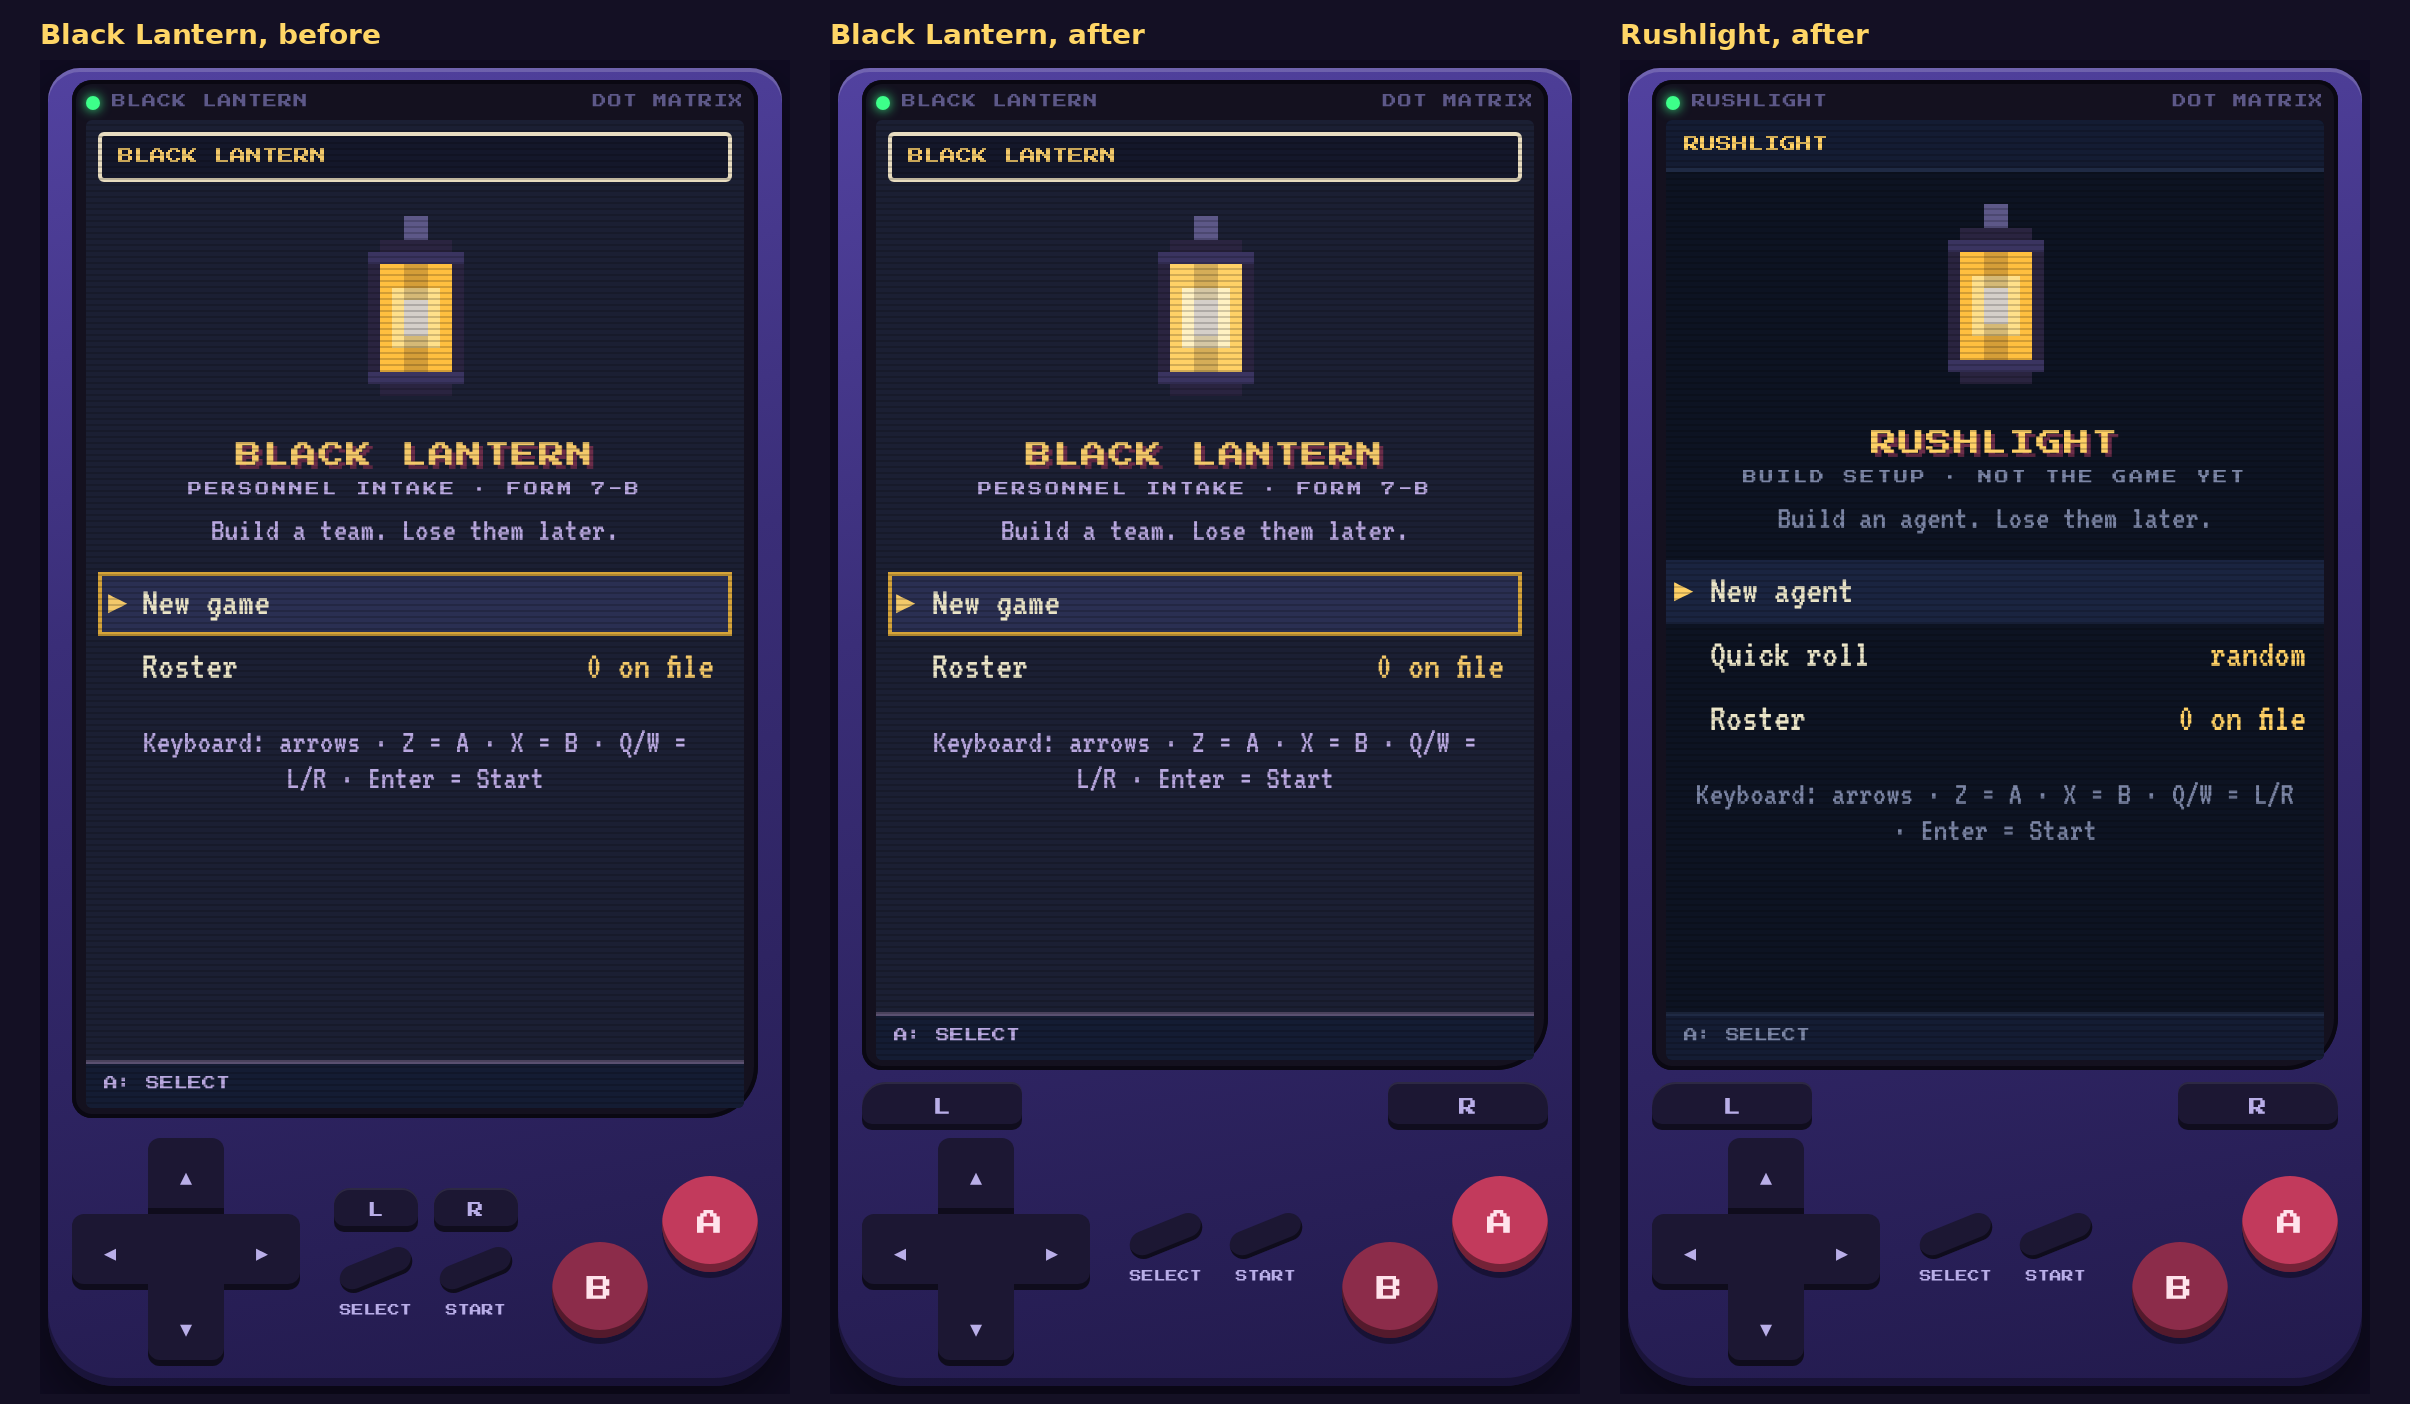 Black Lantern, before
BLACK LANTERN DOT MATRIX
BLACK LANTERN
BLACK LANTERN
PERSONNEL INTAKE · FORM 7-B
Build a team. Lose them later.
▶ New game
Roster 0 on file
Keyboard: arrows · Z = A · X = B · Q/W =
L/R · Enter = Start
A: SELECT
L R
A
B
SELECT START
Black Lantern, after
BLACK LANTERN DOT MATRIX
BLACK LANTERN
BLACK LANTERN
PERSONNEL INTAKE · FORM 7-B
Build a team. Lose them later.
▶ New game
Roster 0 on file
Keyboard: arrows · Z = A · X = B · Q/W =
L/R · Enter = Start
A: SELECT
L R
A
B
SELECT START
Rushlight, after
RUSHLIGHT DOT MATRIX
RUSHLIGHT
RUSHLIGHT
BUILD SETUP · NOT THE GAME YET
Build an agent. Lose them later.
▶ New agent
Quick roll random
Roster 0 on file
Keyboard: arrows · Z = A · X = B · Q/W = L/R
· Enter = Start
A: SELECT
L R
A
B
SELECT START